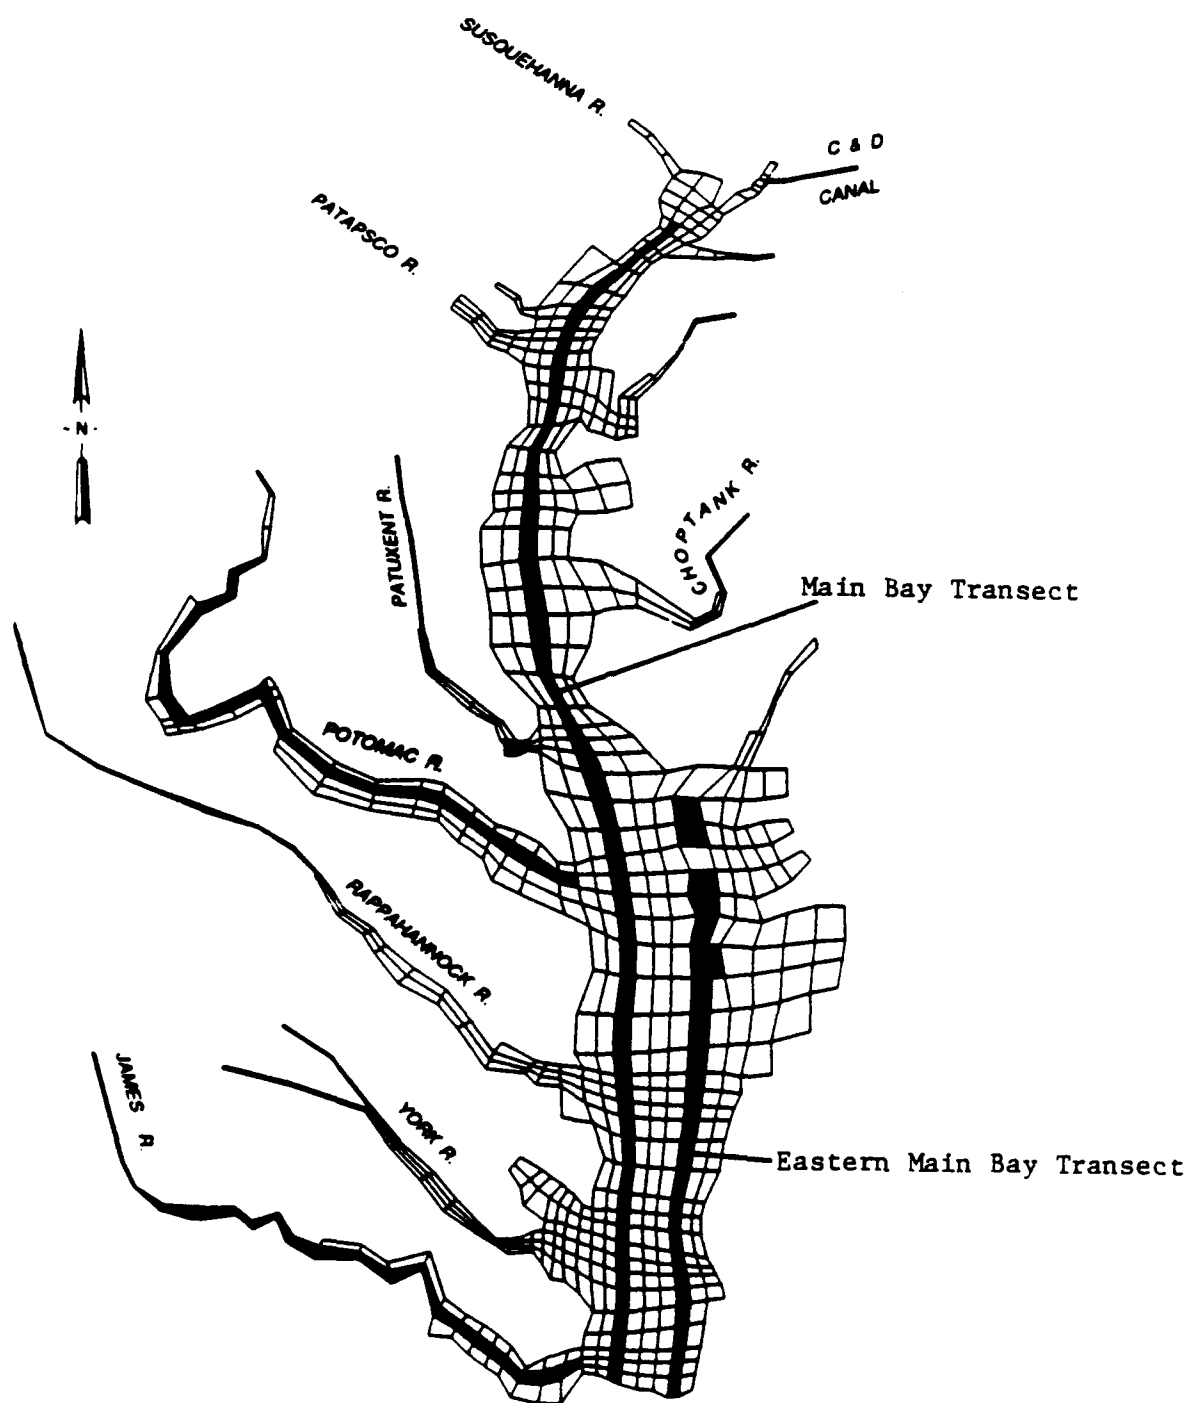 SUSQUEHANNA R.
C & D
CANAL
PATAPSCO R.
- N -
PATUXENT R.
CHOPTANK R.
Main Bay Transect
POTOMAC R.
RAPPAHANNOCK R.
JAMES R.
YORK R.
Eastern Main Bay Transect